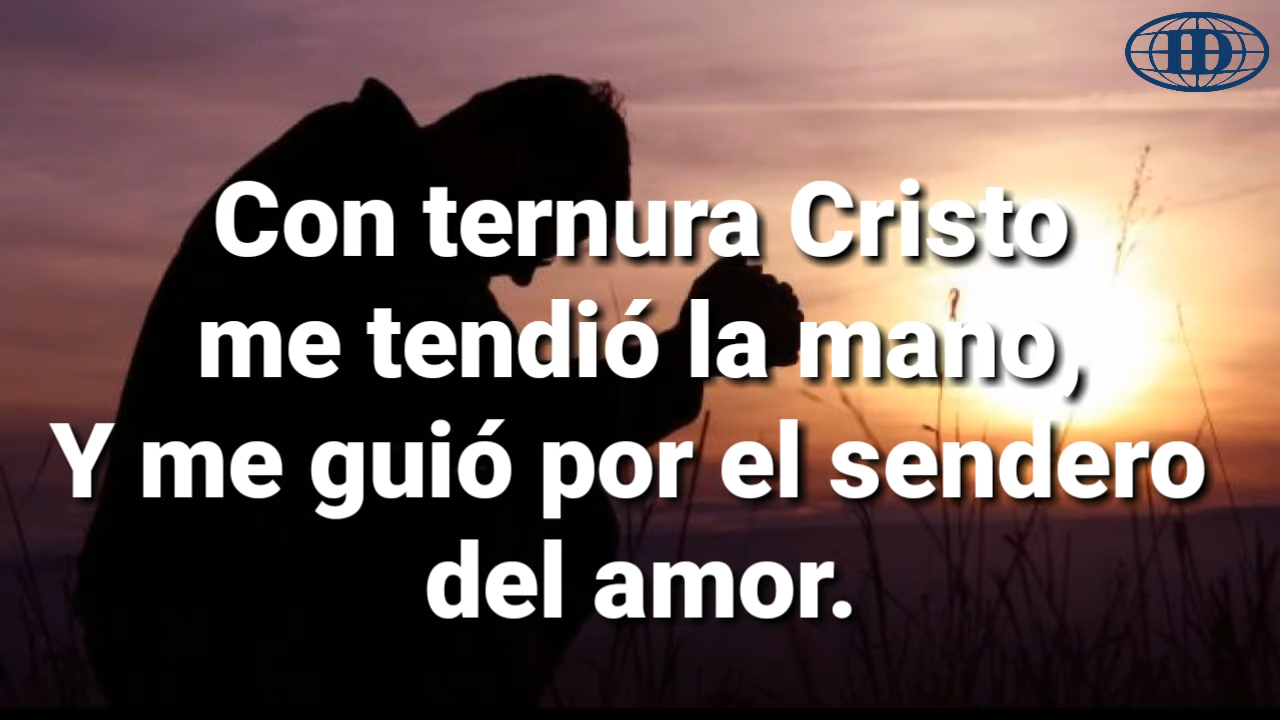 Con ternura Cristo
me tendió la mano,
Y me guió por el sendero
del amor.